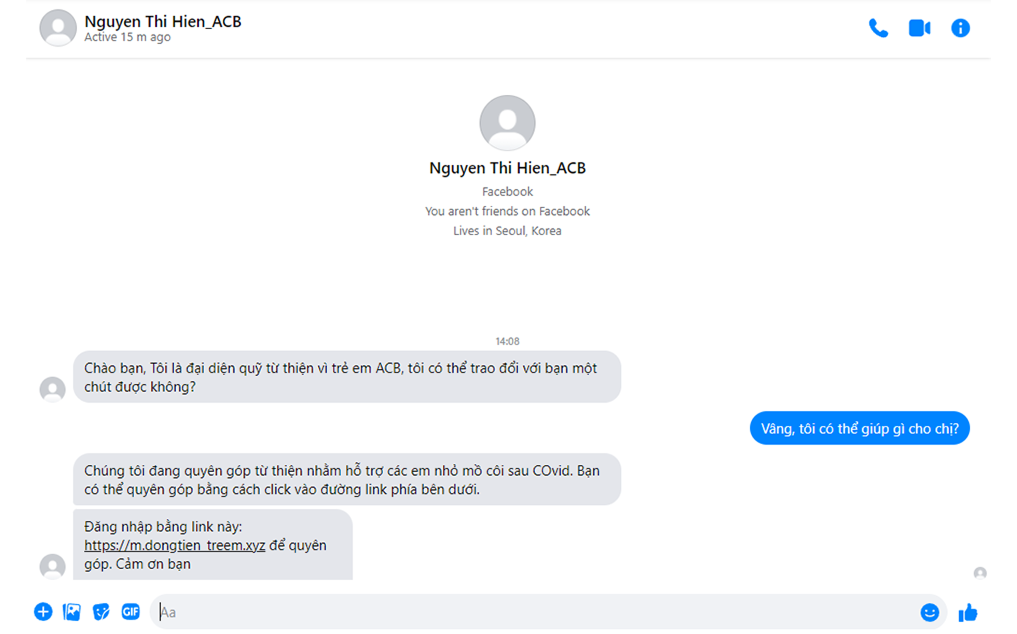 Nguyen Thi Hien_ACB
Active 15 m ago
Nguyen Thi Hien_ACB
Facebook
You aren't friends on Facebook
Lives in Seoul, Korea
14:08
Chào bạn, Tôi là đại diện quỹ từ thiện vì trẻ em ACB, tôi có thể trao đổi với bạn một
chút được không?
Vâng, tôi có thể giúp gì cho chị?
Chúng tôi đang quyên góp từ thiện nhằm hỗ trợ các em nhỏ mồ côi sau COvid. Bạn
có thể quyên góp bằng cách click vào đường link phía bên dưới.
Đăng nhập bằng link này:
https://m.dongtien_treem.xyz để quyên
góp. Cảm ơn bạn
GIF
Aa